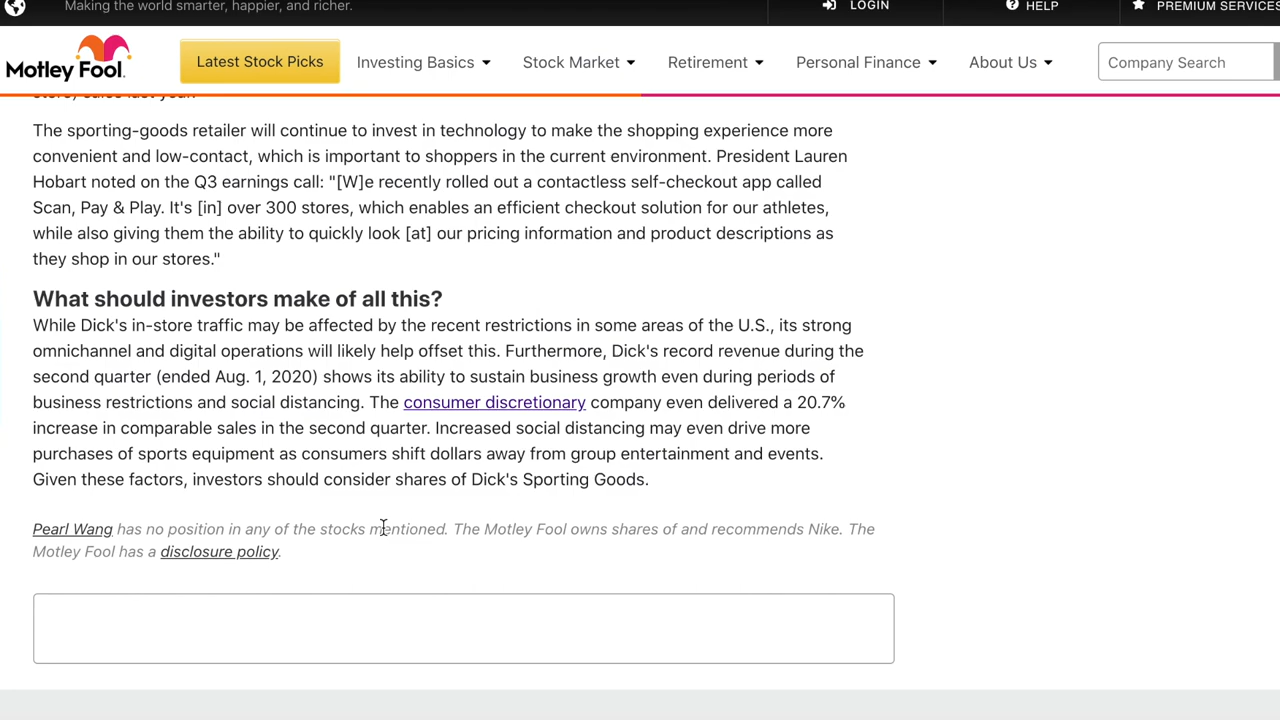 Making the world smarter, happier, and richer.
LOGIN
HELP
PREMIUM SERVICES
Motley Fool.
Latest Stock Picks
Investing Basics
Stock Market
Retirement
Personal Finance
About Us
Company Search
store, sales last year.
The sporting-goods retailer will continue to invest in technology to make the shopping experience more
convenient and low-contact, which is important to shoppers in the current environment. President Lauren
Hobart noted on the Q3 earnings call: "[W]e recently rolled out a contactless self-checkout app called
Scan, Pay & Play. It's [in] over 300 stores, which enables an efficient checkout solution for our athletes,
while also giving them the ability to quickly look [at] our pricing information and product descriptions as
they shop in our stores."
What should investors make of all this?
While Dick's in-store traffic may be affected by the recent restrictions in some areas of the U.S., its strong
omnichannel and digital operations will likely help offset this. Furthermore, Dick's record revenue during the
second quarter (ended Aug. 1, 2020) shows its ability to sustain business growth even during periods of
business restrictions and social distancing. The consumer discretionary company even delivered a 20.7%
increase in comparable sales in the second quarter. Increased social distancing may even drive more
purchases of sports equipment as consumers shift dollars away from group entertainment and events.
Given these factors, investors should consider shares of Dick's Sporting Goods.
Pearl Wang has no position in any of the stocks mentioned. The Motley Fool owns shares of and recommends Nike. The
Motley Fool has a disclosure policy.